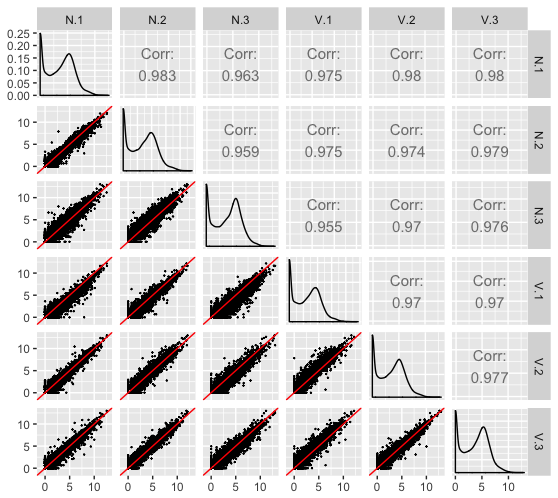 N.1 N.2 N.3 V.1 V.2 V.3
0.25
0.20
0.15
0.10
0.05
0.00
Corr: Corr: Corr: Corr: Corr:
0.983 0.963 0.975 0.98 0.98
N.1
10
5
0
Corr: Corr: Corr: Corr:
0.959 0.975 0.974 0.979
N.2
10
5
0
Corr: Corr: Corr:
0.955 0.97 0.976
N.3
10
5
0
Corr: Corr:
0.97 0.97
V.1
10
5
0
Corr:
0.977
V.2
10
5
0
V.3
0 5 10 0 5 10 0 5 10 0 5 10 0 5 10 0 5 10